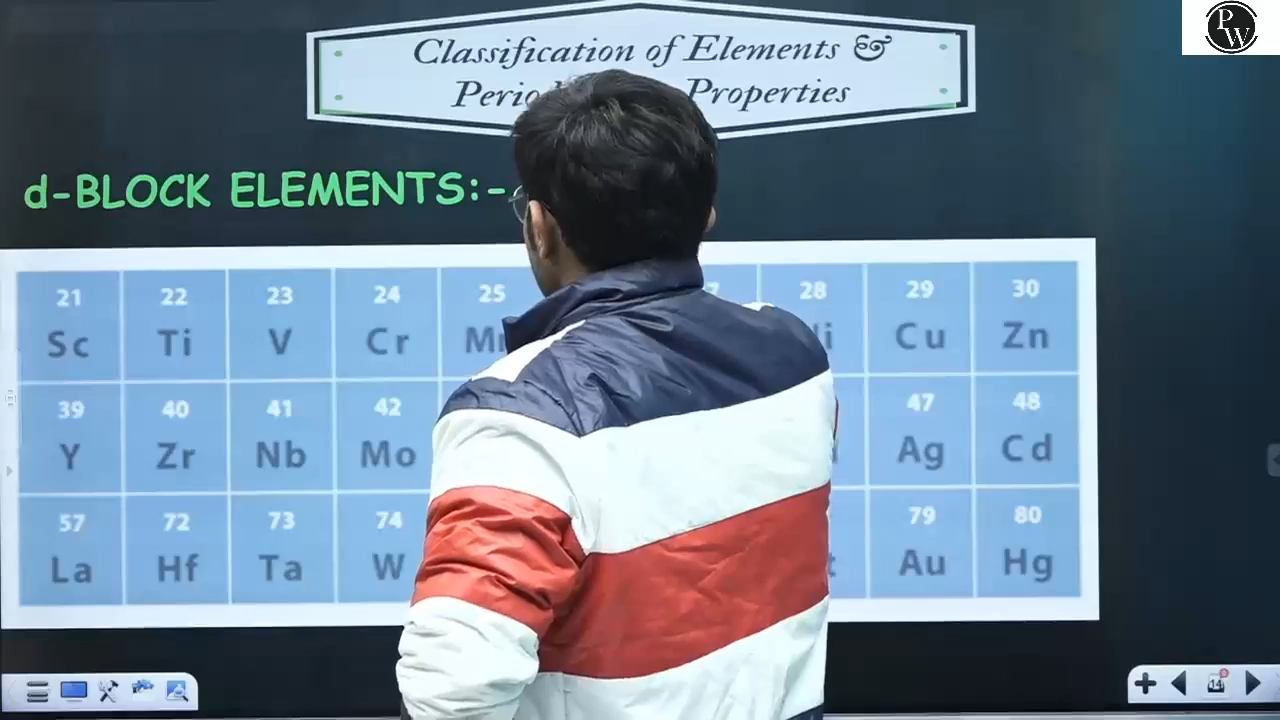 PW
Classification of Elements &
Properties
d-BLOCK ELEMENTS:-
21 22 23 24 25 28 29 30
Sc Ti V Cr Cu Zn
39 40 41 42 47 48
Y Zr Nb Mo Ag Cd
57 72 73 74 79 80
La Hf Ta W Au Hg
14